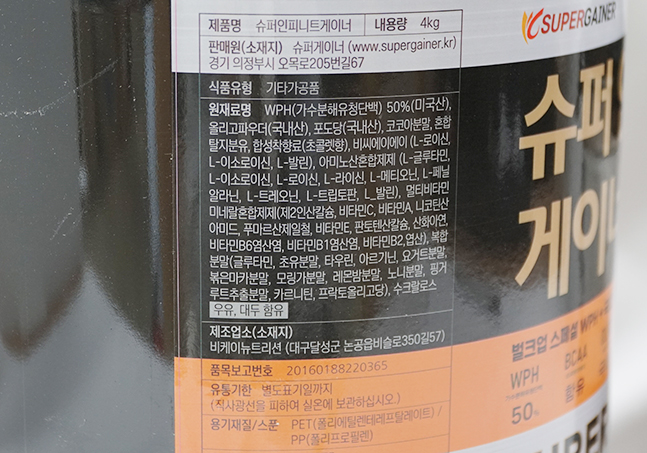 제품명 슈퍼인피니트게이너 내용량 4kg
판매원(소재지) 슈퍼게이너 (www.supergainer.kr)
경기 의정부시 오목로205번길67
식품유형 기타가공품
원재료명 WPH(가수분해유청단백) 50%(미국산),
올리고파우더(국내산), 포도당(국내산), 코코아분말, 혼합
탈지분유, 합성착향료(초콜렛향), 비씨에이에이 (L-로이신,
L-이소로이신, L-발린), 아미노산혼합제제 (L-글루타민,
L-이소로이신, L-로이신, L-라이신, L-메티오닌, L-페닐
알라닌, L-트레오닌, L-트립토판, L_발린), 멀티비타민
미네랄혼합제제(제2인산칼슘, 비타민C, 비타민A, 니코틴산
아미드, 푸마르산제일철, 비타민E, 판토텐산칼슘, 산화아연,
비타민B6염산염, 비타민B1염산염, 비타민B2,엽산), 복합
분말(글루타민, 초유분말, 타우린, 아르기닌, 요거트분말,
볶은마카분말, 모링가분말, 레몬밤분말, 노니분말, 핑거
루트추출분말, 카르니틴, 프락토올리고당), 수크랄로스
우유, 대두 함유
제조업소(소재지)
비케이뉴트리션 (대구달성군 논공읍비슬로350길57)
품목보고번호 20160188220365
유통기한 별도표기일까지
(직사광선을 피하여 실온에 보관하십시오.)
용기재질/스푼 PET(폴리에틸렌테레프탈레이트) /
PP(폴리프로필렌)
SUPERGAINER
슈퍼
게이너
벌크업 스페셜 WPH
WPH BCAA
50% 함유